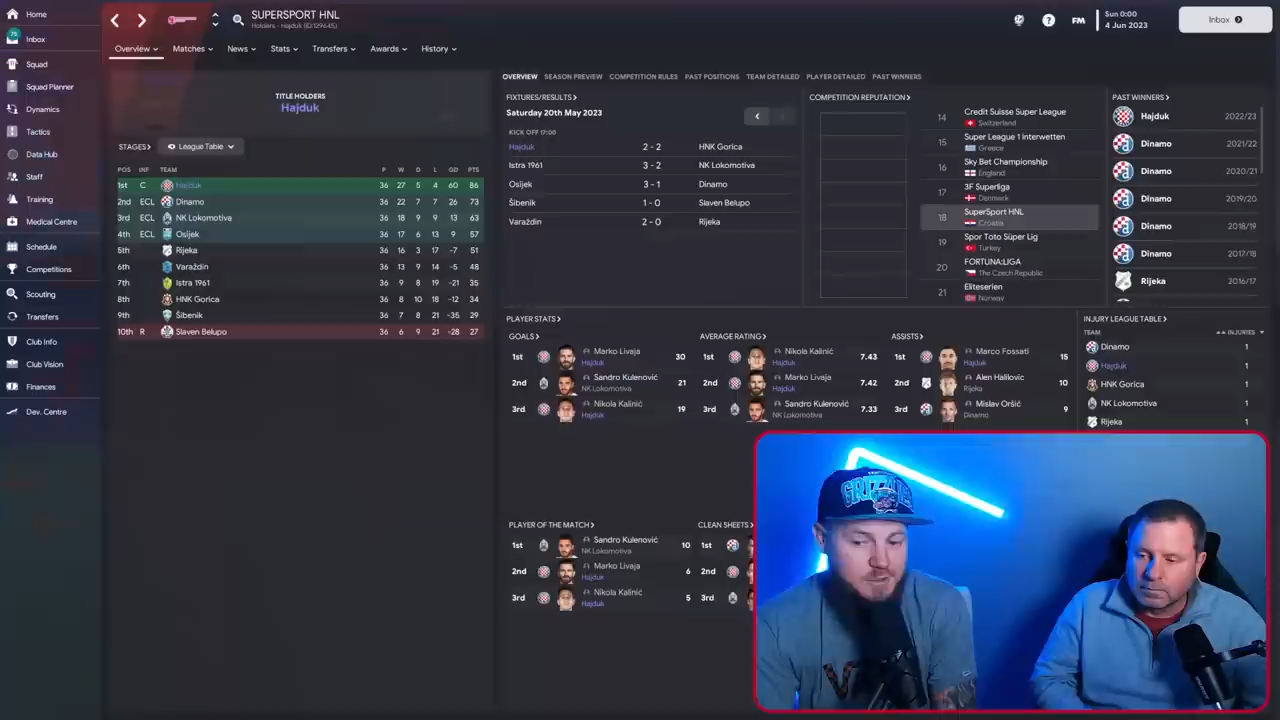 Home
75
Inbox
Squad
Squad Planner
Dynamics
Tactics
Data Hub
Staff
Training
Medical Centre
Schedule
Competitions
Scouting
Transfers
Club Info
Club Vision
Finances
Dev. Centre
SUPERSPORT HNL
Holders - Hajduk
Sun 0:00
4 Jun 2023
FM
Inbox
Overview Matches News Stats Transfers Awards History
TITLE HOLDERS
Hajduk
STAGES League Table
POS INF TEAM P W D L GD PTS
1st C Hajduk 36 27 5 4 60 86
2nd ECL Dinamo 36 22 7 7 26 73
3rd ECL NK Lokomotiva 36 18 9 9 13 63
4th ECL Osijek 36 17 6 13 9 57
5th Rijeka 36 16 3 17 -7 51
6th Varaždin 36 13 9 14 -5 48
7th Istra 1961 36 9 8 19 -21 35
8th HNK Gorica 36 8 10 18 -12 34
9th Šibenik 36 7 8 21 -35 29
10th R Slaven Belupo 36 6 9 21 -28 27
OVERVIEW SEASON PREVIEW COMPETITION RULES PAST POSITIONS TEAM DETAILED PLAYER DETAILED PAST WINNERS
FIXTURES/RESULTS
Saturday 20th May 2023
KICK OFF 17:00
Hajduk 2 - 2 HNK Gorica
Istra 1961 3 - 2 NK Lokomotiva
Osijek 3 - 1 Dinamo
Šibenik 1 - 0 Slaven Belupo
Varaždin 2 - 0 Rijeka
COMPETITION REPUTATION
14 Credit Suisse Super League
Switzerland
15 Super League 1 Interwetten
Greece
16 Sky Bet Championship
England
17 3F Superliga
Denmark
18 SuperSport HNL
Croatia
19 Spor Toto Süper Lig
Turkey
20 FORTUNA:LIGA
The Czech Republic
21 Eliteserien
Norway
PAST WINNERS
Hajduk 2022/23
Dinamo 2021/22
Dinamo 2020/21
Dinamo 2019/20
Dinamo 2018/19
Dinamo 2017/18
Rijeka 2016/17
PLAYER STATS
GOALS
1st Marko Livaja 30
Hajduk
2nd Sandro Kulenović 21
NK Lokomotiva
3rd Nikola Kalinić 19
Hajduk
AVERAGE RATING
1st Nikola Kalinić 7.43
Hajduk
2nd Marko Livaja 7.42
Hajduk
3rd Sandro Kulenović 7.33
NK Lokomotiva
ASSISTS
1st Marco Fossati 15
Hajduk
2nd Alen Halilovic 10
Rijeka
3rd Mislav Oršić 9
Dinamo
INJURY LEAGUE TABLE
TEAM INJURIES
Dinamo 1
Hajduk 1
HNK Gorica 1
NK Lokomotiva 1
Rijeka 1
PLAYER OF THE MATCH
1st Sandro Kulenović 10
NK Lokomotiva
2nd Marko Livaja 6
Hajduk
3rd Nikola Kalinić 5
Hajduk
CLEAN SHEETS
1st
2nd
3rd
GRIZZLIES